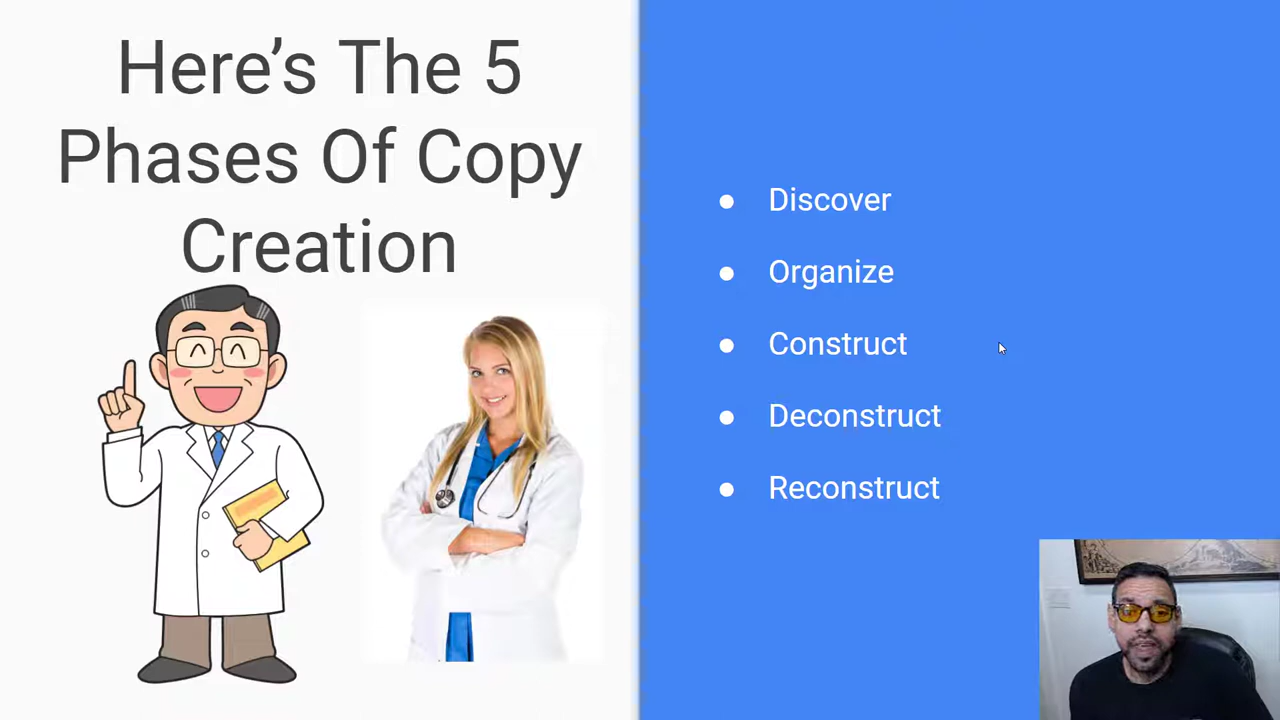 Here’s The 5
Phases Of Copy
Creation
● Discover
● Organize
● Construct
● Deconstruct
● Reconstruct